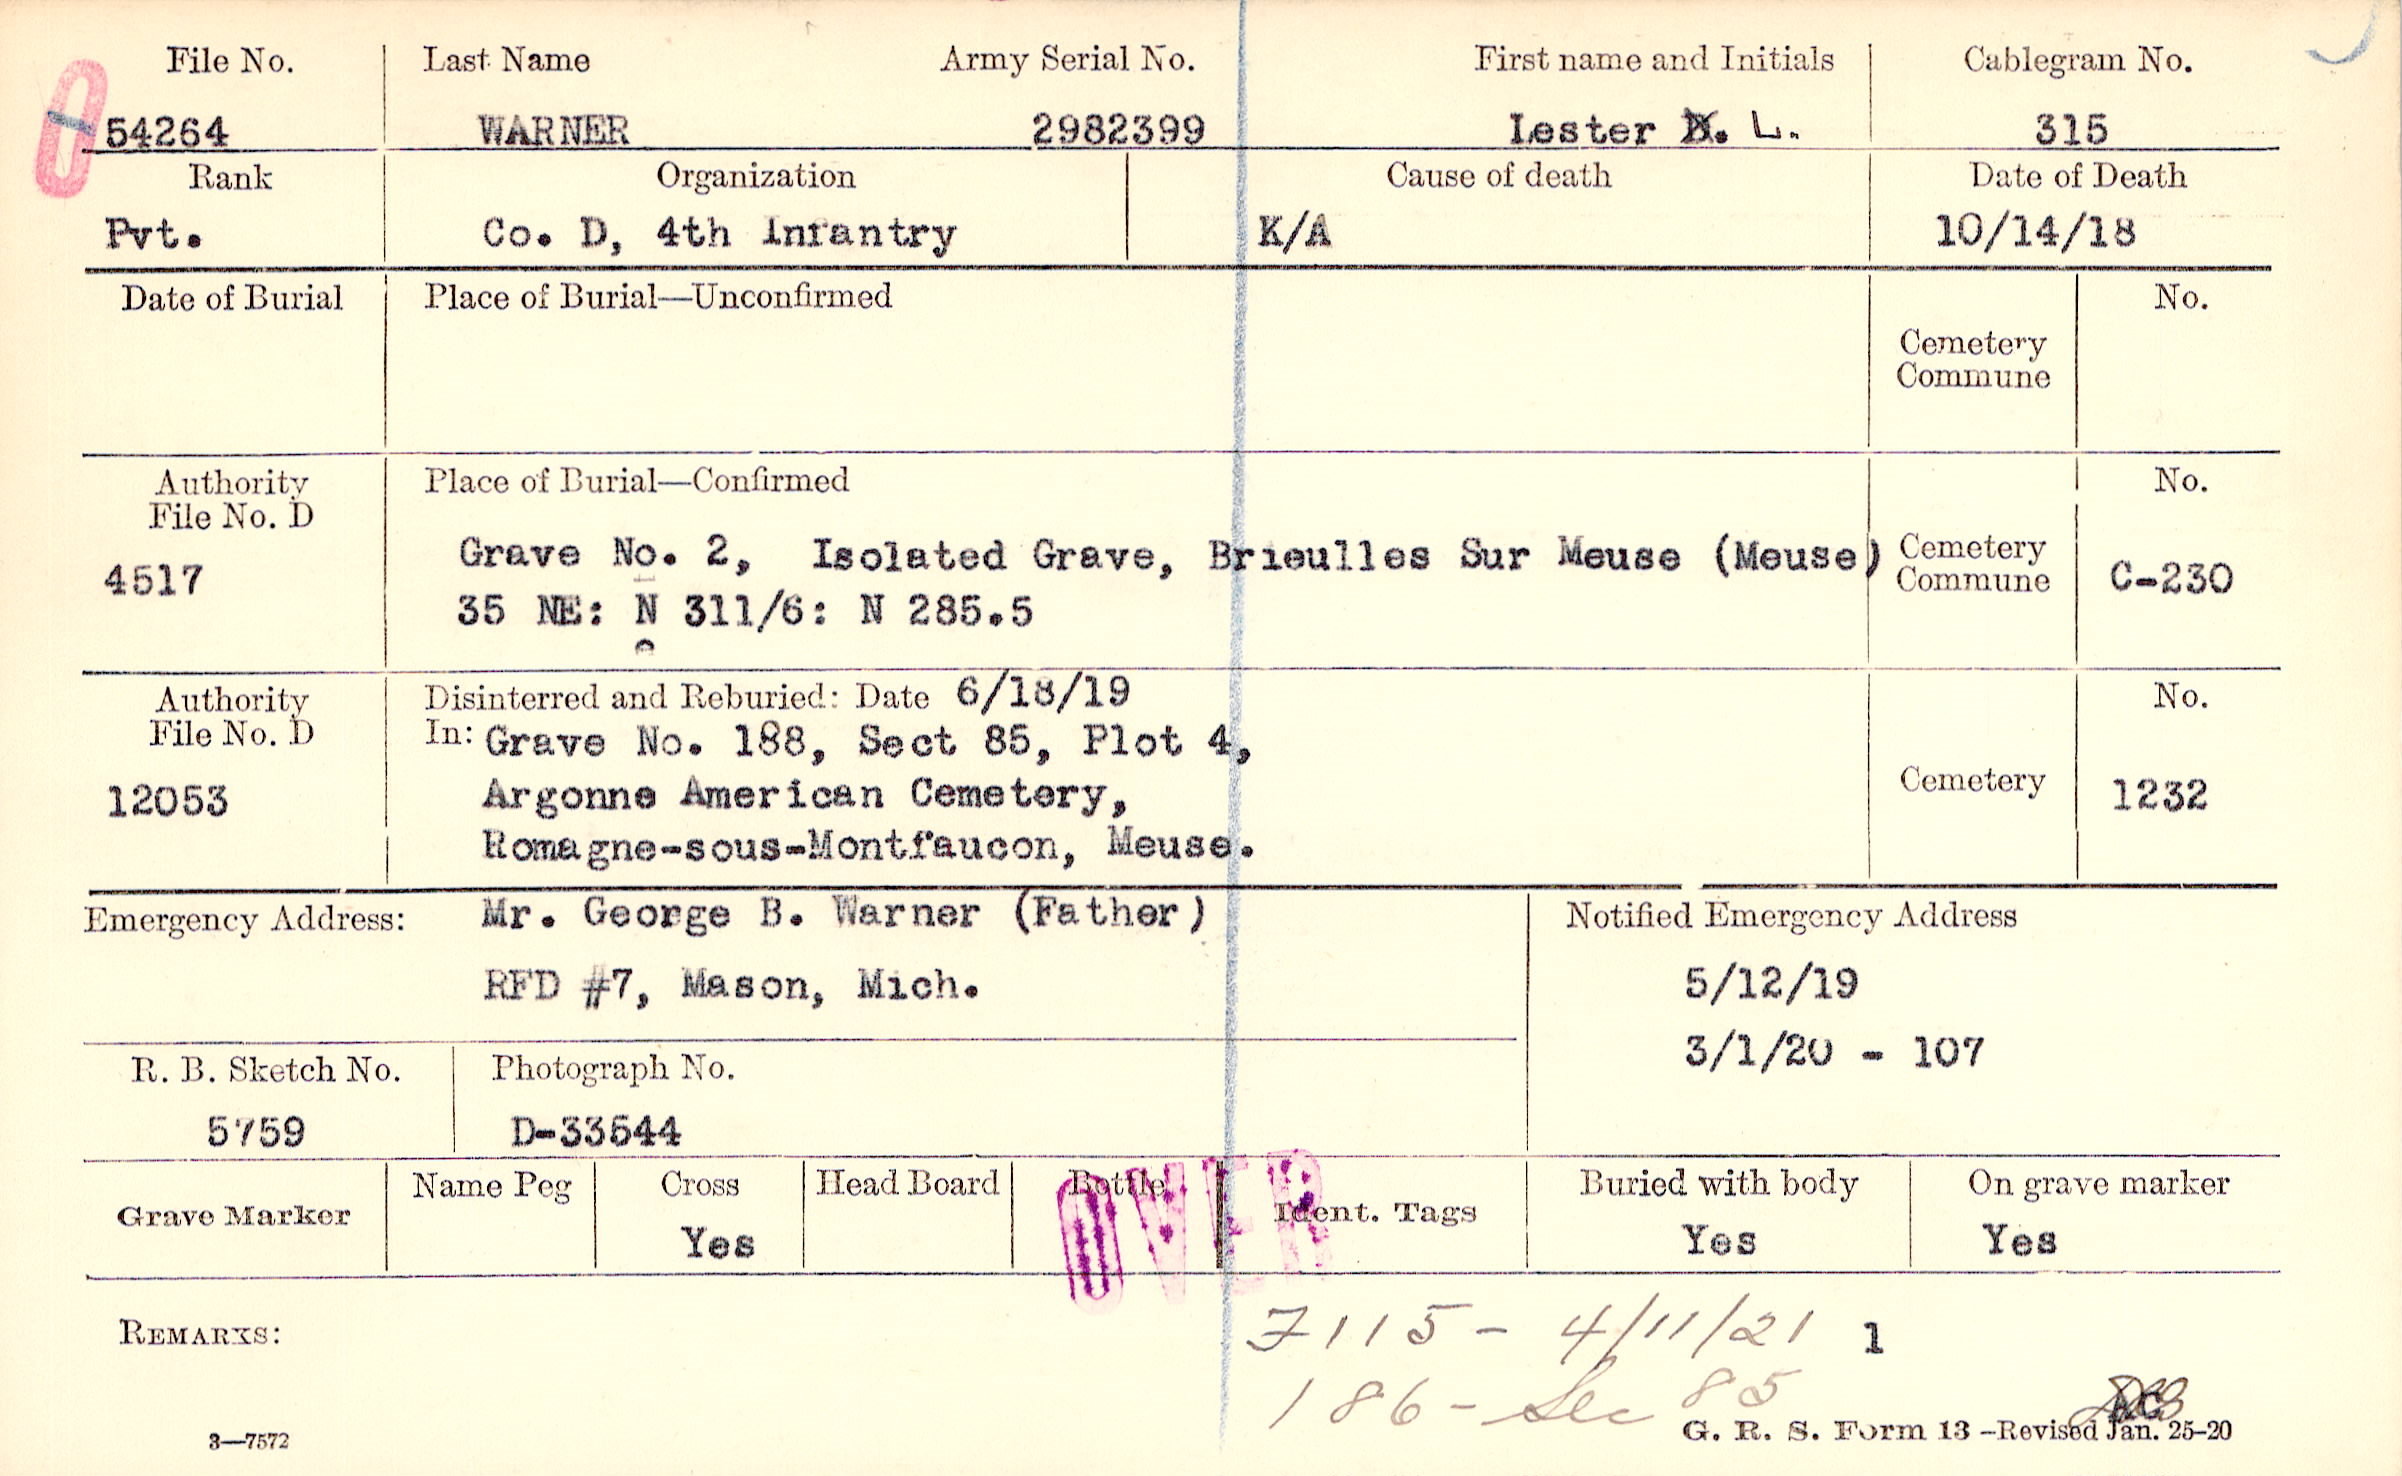 File No. Last Name Army Serial No. First name and Initials Cablegram No.
54264 WARNER 2982399 Lester L. 315
Rank Organization Cause of death Date of Death
Pvt. Co. D, 4th Infantry K/A 10/14/18
Date of Burial Place of Burial—Unconfirmed No.
Cemetery
Commune
Authority Place of Burial—Confirmed No.
File No. D
4517 Grave No. 2, Isolated Grave, Brieulles Sur Meuse (Meuse) Cemetery Commune C-230
35 NE: N 311/6: N 285.5
Authority Disinterred and Reburied: Date 6/18/19 No.
File No. D In: Grave No. 188, Sect 85, Plot 4,
12053 Argonne American Cemetery, Cemetery 1232
Romagne-sous-Montfaucon, Meuse.
Emergency Address: Mr. George B. Warner (Father) Notified Emergency Address
RFD #7, Mason, Mich. 5/12/19
3/1/20 - 107
R. B. Sketch No. Photograph No.
5759 D-33544
Grave Marker Name Peg Cross Head Board Bottle Ident. Tags Buried with body On grave marker
Yes Yes Yes
OVER
REMARKS: 7115 - 4/11/21 1
186 - Sec 85
AC
3—7572 G. R. S. Form 13 -Revised Jan. 25-20